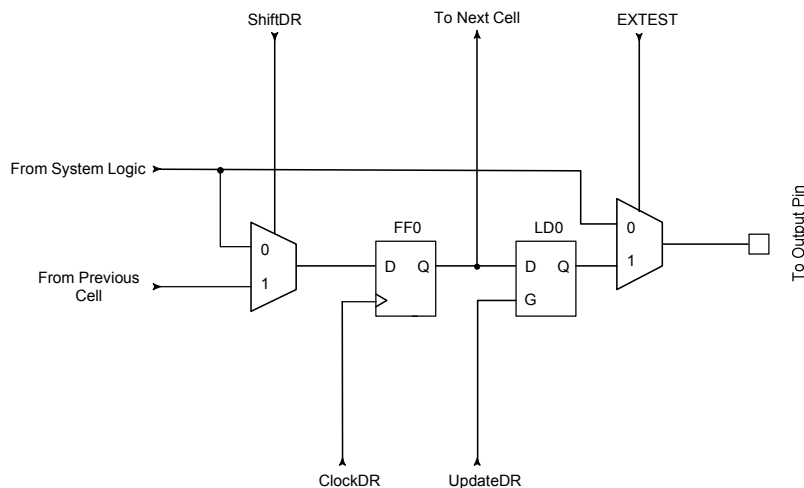 ShiftDR
To Next Cell
EXTEST
From System Logic
From Previous
Cell
0
1
FF0
D Q
LD0
D Q
G
0
1
To Output Pin
ClockDR
UpdateDR